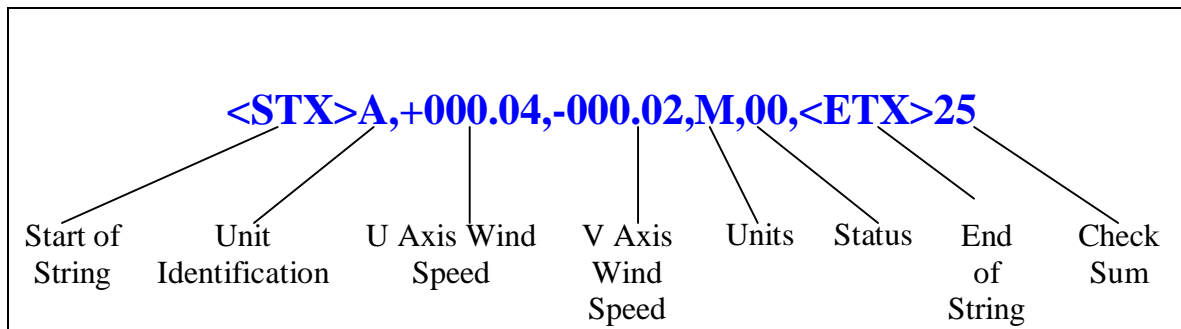 <STX>A,+000.04,-000.02,M,00,<ETX>25
Start of
String
Unit
Identification
U Axis Wind
Speed
V Axis
Wind
Speed
Units
Status
End
of
String
Check
Sum